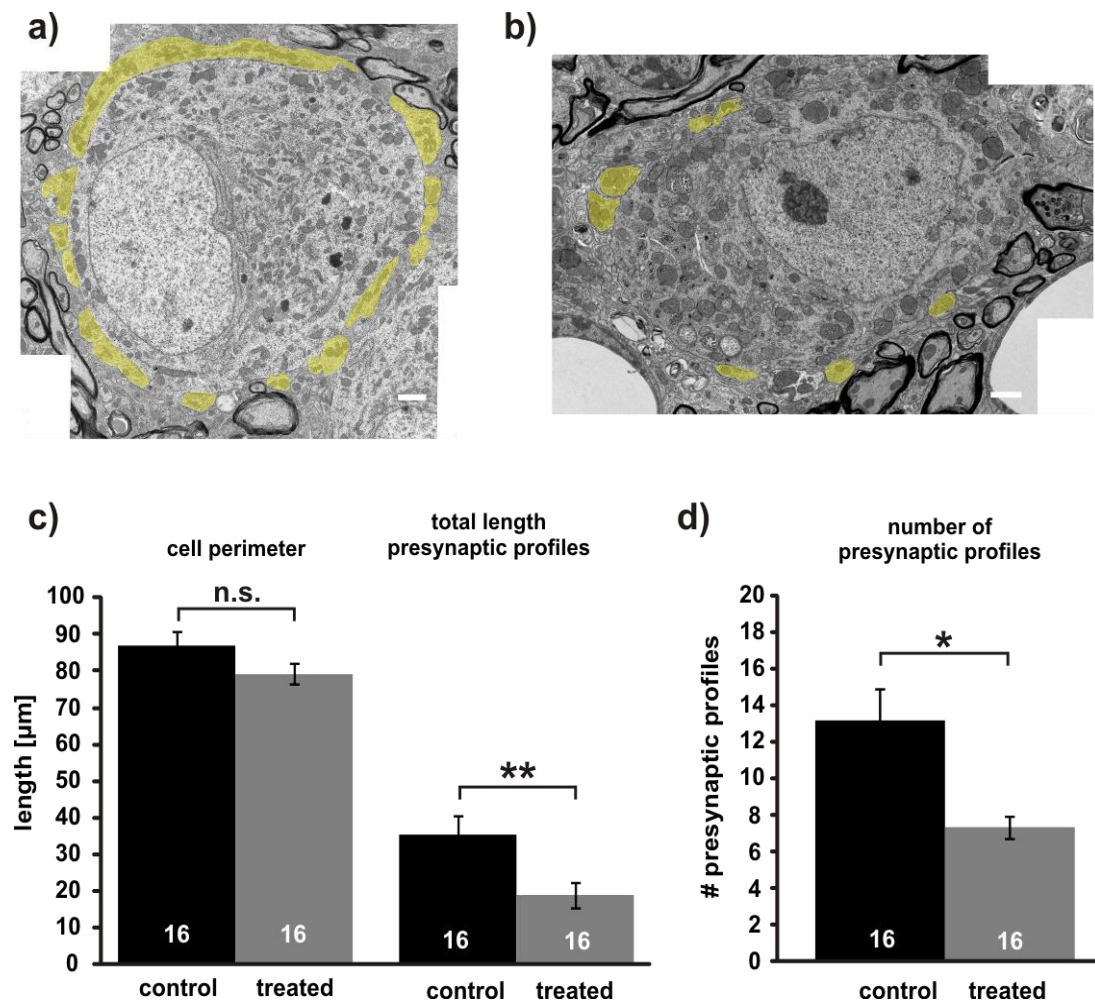 a)
b)
c)
cell perimeter
total length
presynaptic profiles
length [µm]
100
90
80
70
60
50
40
30
20
10
0
n.s.
**
16
16
16
16
control
treated
control
treated
d)
number of
presynaptic profiles
# presynaptic profiles
20
18
16
14
12
10
8
6
4
2
0
*
16
16
control
treated